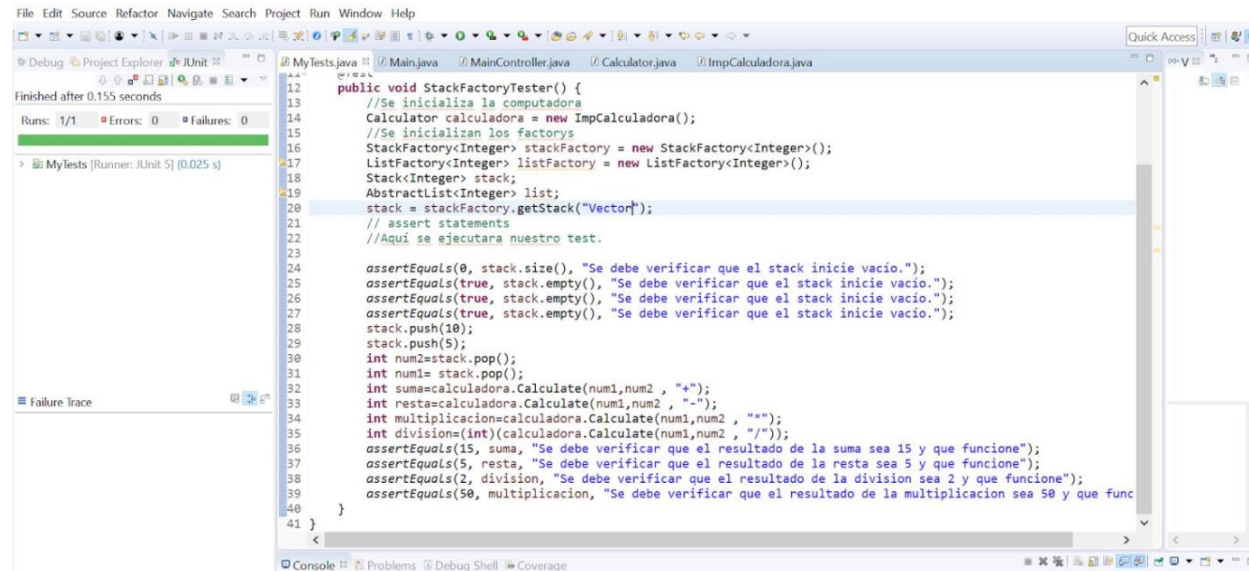 File Edit Source Refactor Navigate Search Project Run Window Help
Quick Access
Debug Project Explorer JUnit
Finished after 0.155 seconds
Runs: 1/1 Errors: 0 Failures: 0
MyTests [Runner: JUnit 5] (0.025 s)
Failure Trace
MyTests.java Main.java MainController.java Calculator.java ImpCalculadora.java
11 @Test
12 public void StackFactoryTester() {
13 //Se inicializa la computadora
14 Calculator calculadora = new ImpCalculadora();
15 //Se inicializan los factorys
16 StackFactory<Integer> stackFactory = new StackFactory<Integer>();
17 ListFactory<Integer> listFactory = new ListFactory<Integer>();
18 Stack<Integer> stack;
19 AbstractList<Integer> list;
20 stack = stackFactory.getStack("Vector");
21 // assert statements
22 //Aquí se ejecutara nuestro test.
23
24 assertEquals(0, stack.size(), "Se debe verificar que el stack inicie vacío.");
25 assertEquals(true, stack.empty(), "Se debe verificar que el stack inicie vacío.");
26 assertEquals(true, stack.empty(), "Se debe verificar que el stack inicie vacío.");
27 assertEquals(true, stack.empty(), "Se debe verificar que el stack inicie vacío.");
28 stack.push(10);
29 stack.push(5);
30 int num2=stack.pop();
31 int num1= stack.pop();
32 int suma=calculadora.Calculate(num1,num2 , "+");
33 int resta=calculadora.Calculate(num1,num2 , "-");
34 int multiplicacion=calculadora.Calculate(num1,num2 , "*");
35 int division=(int)(calculadora.Calculate(num1,num2 , "/"));
36 assertEquals(15, suma, "Se debe verificar que el resultado de la suma sea 15 y que funcione");
37 assertEquals(5, resta, "Se debe verificar que el resultado de la resta sea 5 y que funcione");
38 assertEquals(2, division, "Se debe verificar que el resultado de la division sea 2 y que funcione");
39 assertEquals(50, multiplicacion, "Se debe verificar que el resultado de la multiplicacion sea 50 y que func
40 }
41 }
Console Problems Debug Shell Coverage